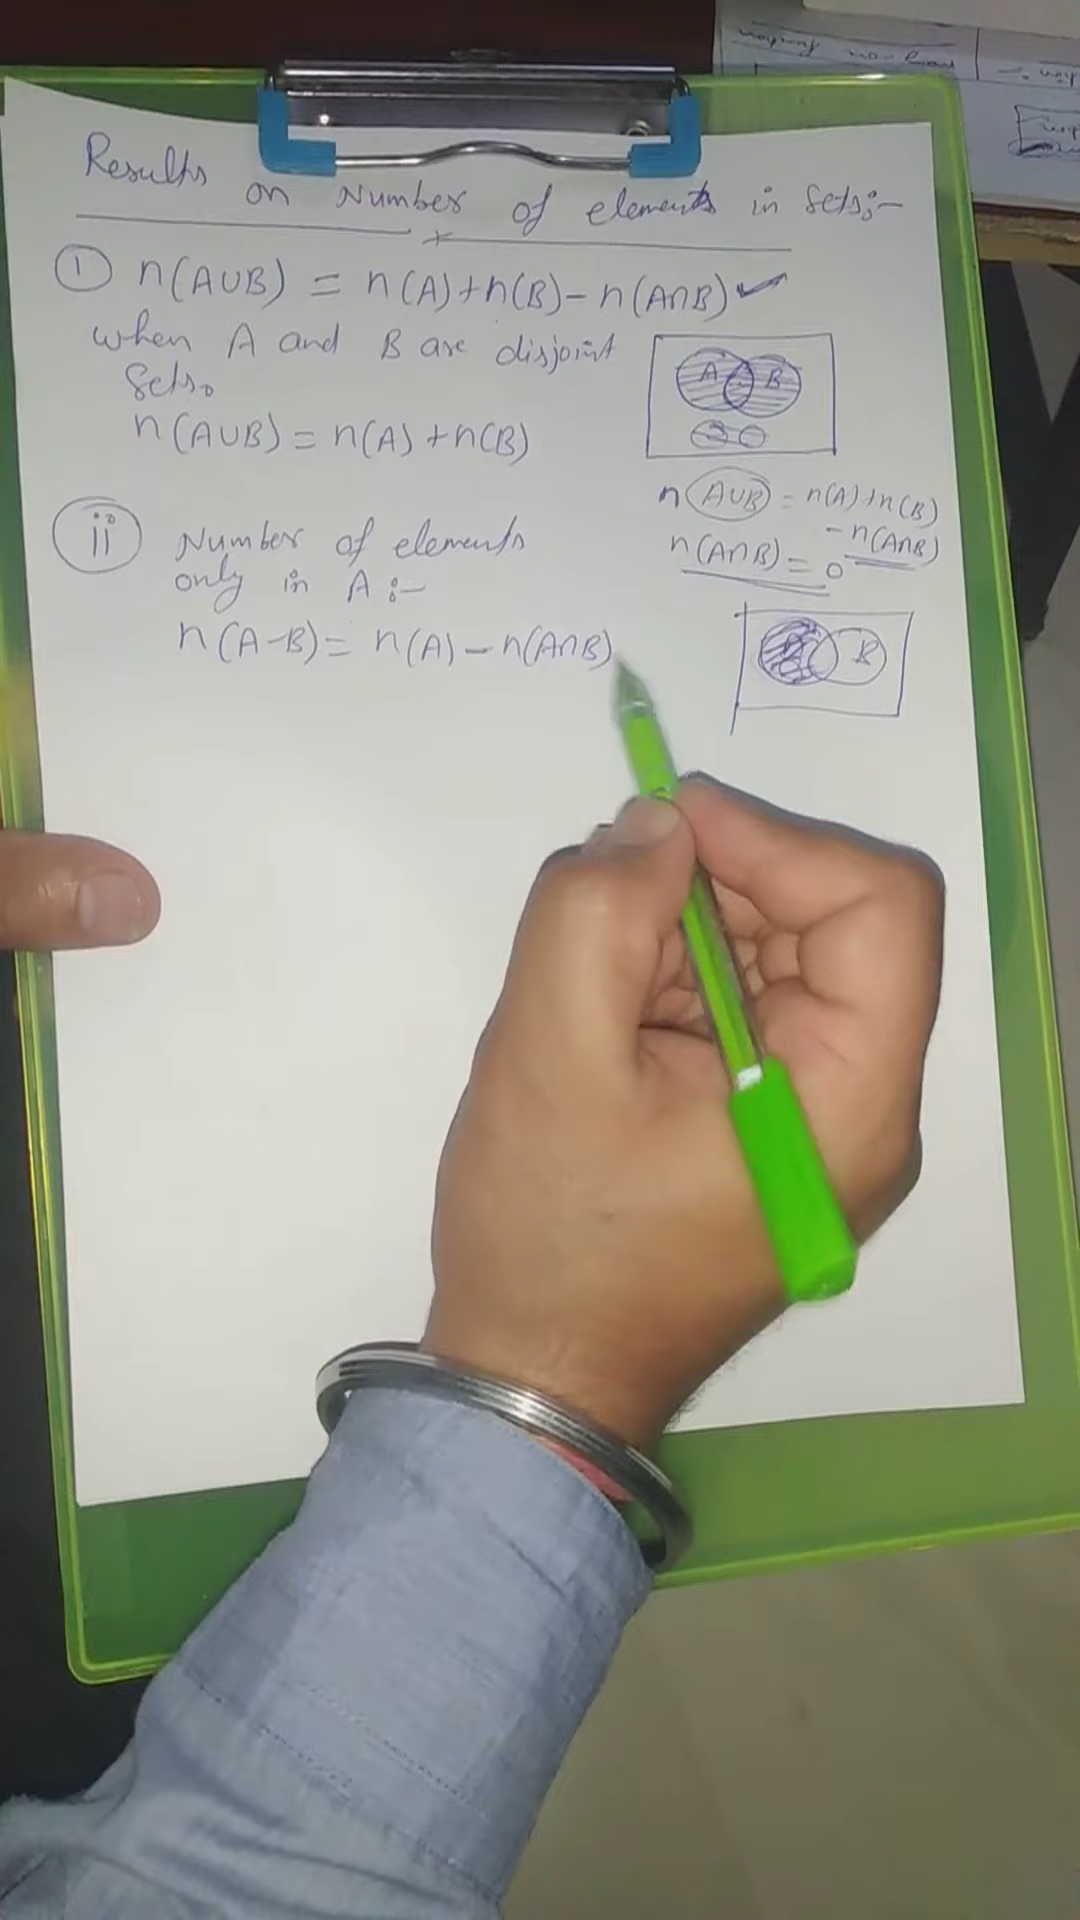 Results on Number of elements in Sets:-
① n(A∪B) = n(A)+n(B)-n(A∩B) ✓
when A and B are disjoint
Sets.
n(A∪B) = n(A)+n(B)
A B
n(A∪B) = n(A)+n(B)
-n(A∩B)
n(A∩B) = 0
ii Number of elements
only in A :-
n(A-B) = n(A)-n(A∩B)
B